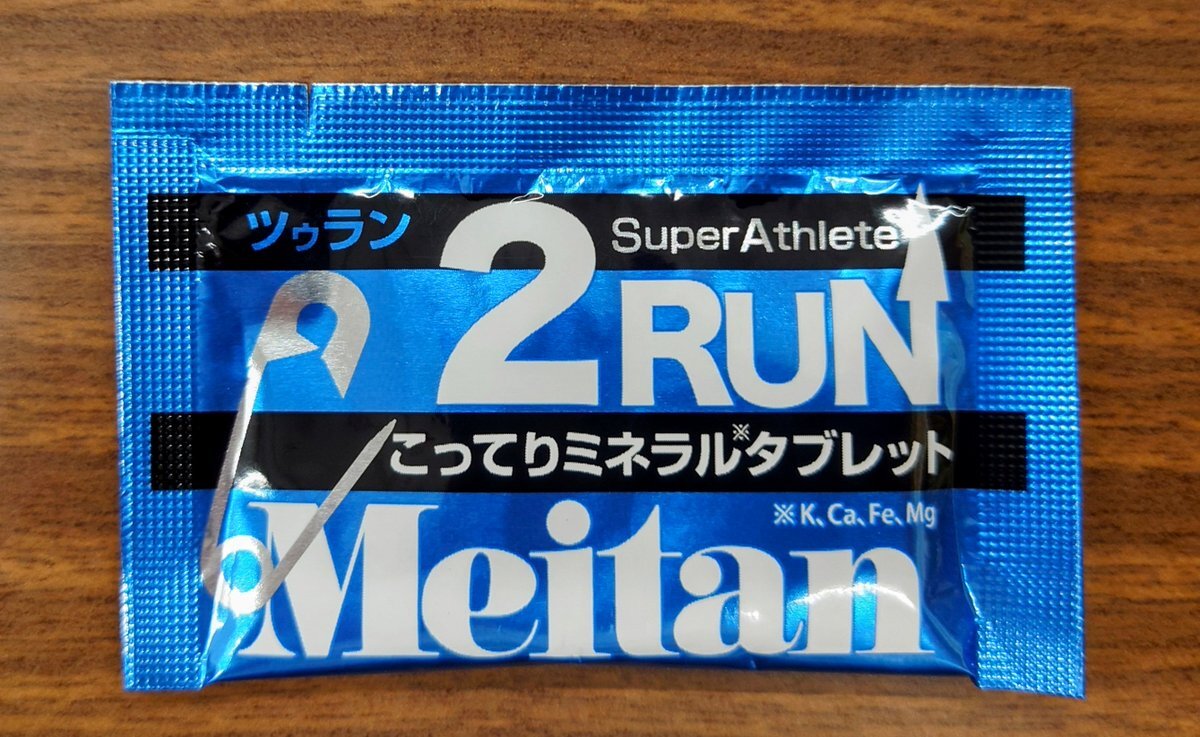 ツゥラン
SuperAthlete
2RUN
こってりミネラル※タブレット
※K、Ca、Fe、Mg
Meitan